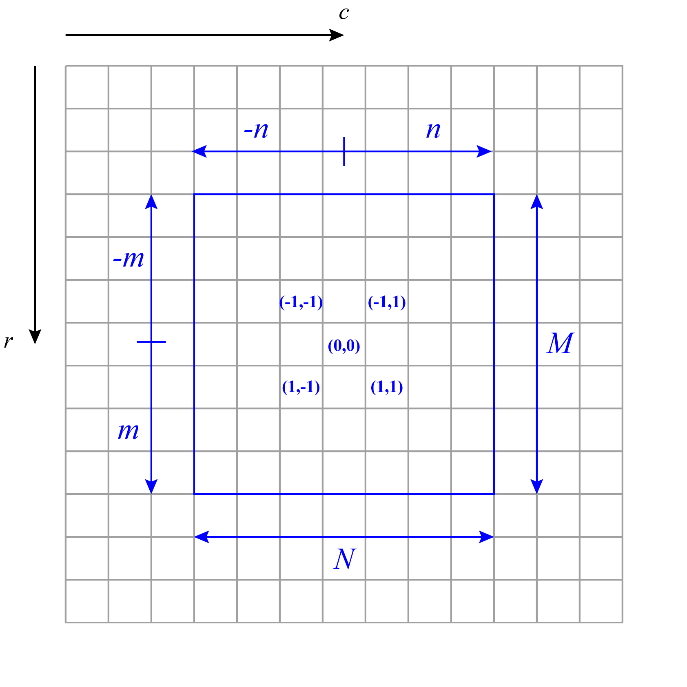 c
-n n
-m
(-1,-1) (-1,1)
r (0,0) M
(1,-1) (1,1)
m
N